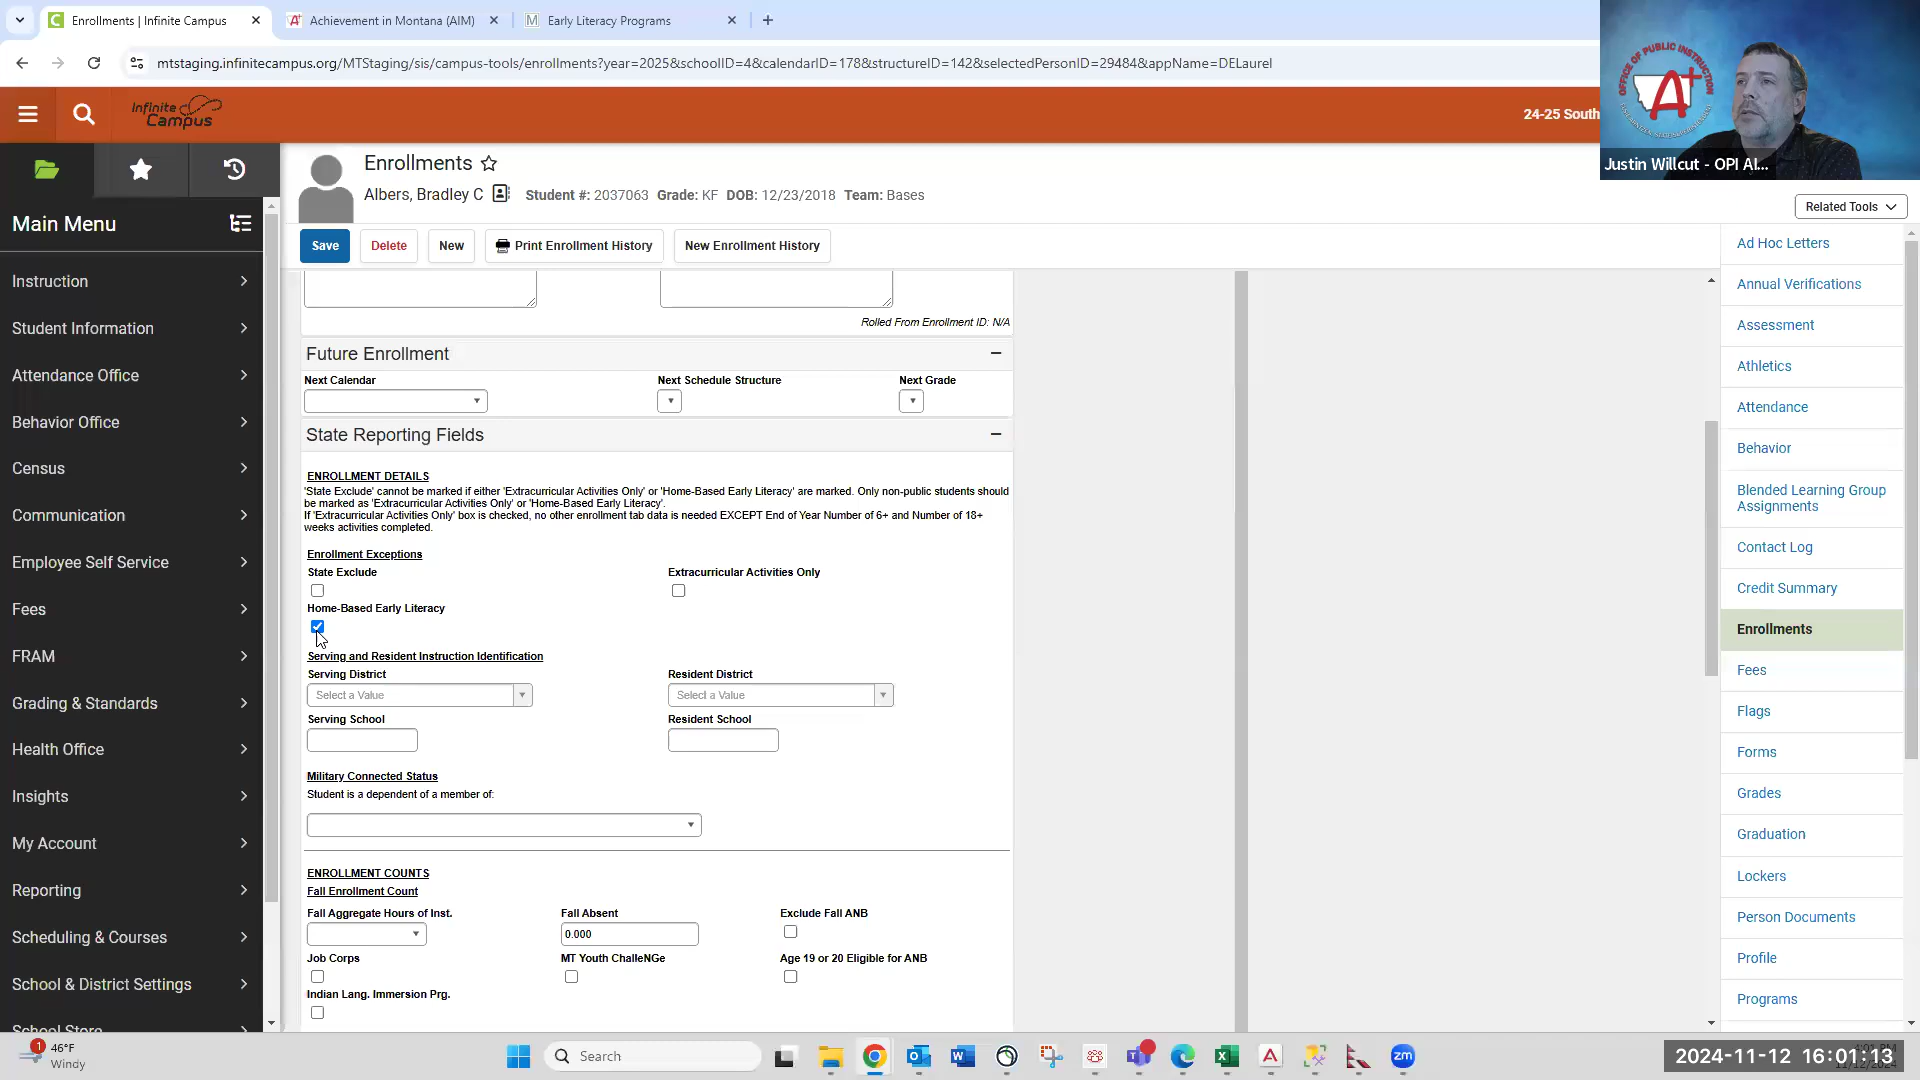 Enrollments | Infinite Campus
Achievement in Montana (AIM)
Early Literacy Programs
mtstaging.infinitecampus.org/MTStaging/sis/campus-tools/enrollments?year=2025&schoolID=4&calendarID=178&structureID=142&selectedPersonID=29484&appName=DELaurel
Infinite
Campus
24-25 South
OFFICE OF PUBLIC INSTRUCTION
A+
Justin Willcut - OPI AI...
Enrollments
Albers, Bradley C Student #: 2037063 Grade: KF DOB: 12/23/2018 Team: Bases
Related Tools
Save
Delete
New
Print Enrollment History
New Enrollment History
Main Menu
Instruction
Student Information
Attendance Office
Behavior Office
Census
Communication
Employee Self Service
Fees
FRAM
Grading & Standards
Health Office
Insights
My Account
Reporting
Scheduling & Courses
School & District Settings
School Store
Rolled From Enrollment ID: N/A
Future Enrollment
Next Calendar Next Schedule Structure Next Grade
State Reporting Fields
ENROLLMENT DETAILS
'State Exclude' cannot be marked if either 'Extracurricular Activities Only' or 'Home-Based Early Literacy' are marked. Only non-public students should
be marked as 'Extracurricular Activities Only' or 'Home-Based Early Literacy'.
If 'Extracurricular Activities Only' box is checked, no other enrollment tab data is needed EXCEPT End of Year Number of 6+ and Number of 18+
weeks activities completed.
Enrollment Exceptions
State Exclude Extracurricular Activities Only
Home-Based Early Literacy
Serving and Resident Instruction Identification
Serving District Resident District
Select a Value Select a Value
Serving School Resident School
Military Connected Status
Student is a dependent of a member of:
ENROLLMENT COUNTS
Fall Enrollment Count
Fall Aggregate Hours of Inst. Fall Absent Exclude Fall ANB
0.000
Job Corps MT Youth ChalleNGe Age 19 or 20 Eligible for ANB
Indian Lang. Immersion Prg.
Ad Hoc Letters
Annual Verifications
Assessment
Athletics
Attendance
Behavior
Blended Learning Group
Assignments
Contact Log
Credit Summary
Enrollments
Fees
Flags
Forms
Grades
Graduation
Lockers
Person Documents
Profile
Programs
1
46°F
Windy
Search
zm
2024-11-12 16:01:13